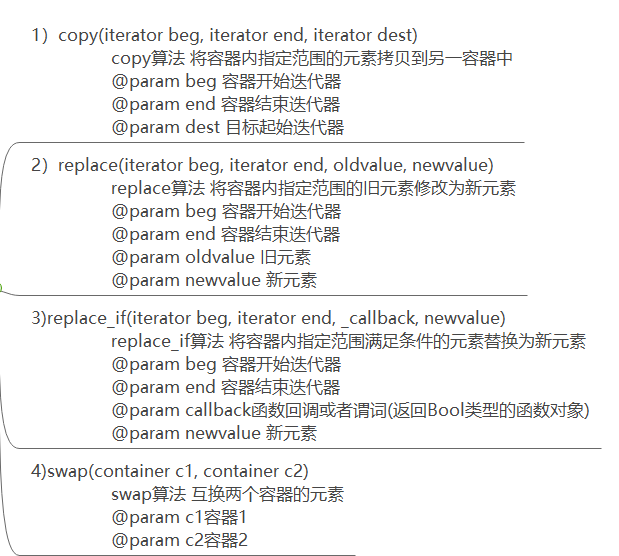 1）copy(iterator beg, iterator end, iterator dest)
copy算法 将容器内指定范围的元素拷贝到另一容器中
@param beg 容器开始迭代器
@param end 容器结束迭代器
@param dest 目标起始迭代器
2）replace(iterator beg, iterator end, oldvalue, newvalue)
replace算法 将容器内指定范围的旧元素修改为新元素
@param beg 容器开始迭代器
@param end 容器结束迭代器
@param oldvalue 旧元素
@param newvalue 新元素
3)replace_if(iterator beg, iterator end, _callback, newvalue)
replace_if算法 将容器内指定范围满足条件的元素替换为新元素
@param beg 容器开始迭代器
@param end 容器结束迭代器
@param callback函数回调或者谓词(返回Bool类型的函数对象)
@param newvalue 新元素
4)swap(container c1, container c2)
swap算法 互换两个容器的元素
@param c1容器1
@param c2容器2